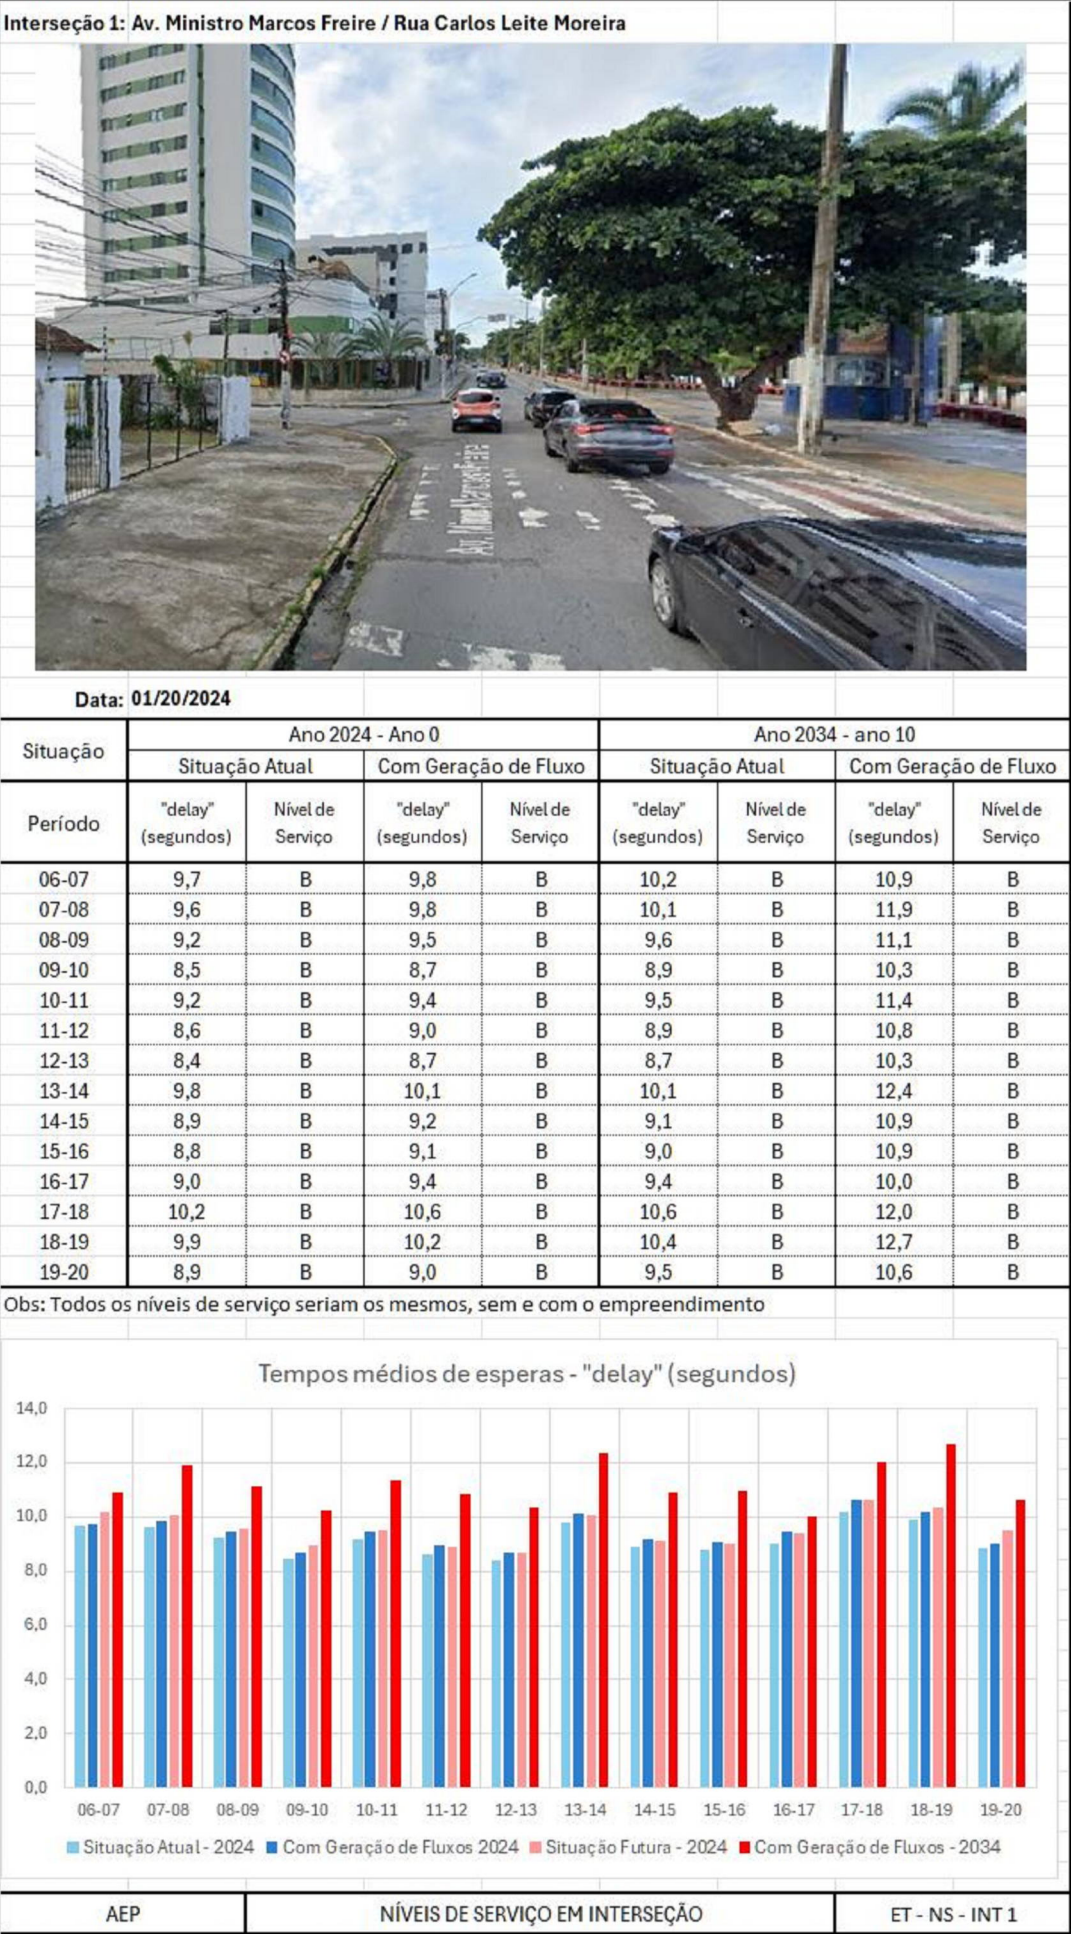 Interseção 1: Av. Ministro Marcos Freire / Rua Carlos Leite Moreira
Av. Min. Marcos Freire
Data: 01/20/2024
Situação Ano 2024 - Ano 0 Ano 2034 - ano 10
Situação Atual Com Geração de Fluxo Situação Atual Com Geração de Fluxo
Período "delay" (segundos) Nível de Serviço "delay" (segundos) Nível de Serviço "delay" (segundos) Nível de Serviço "delay" (segundos) Nível de Serviço
06-07 9,7 B 9,8 B 10,2 B 10,9 B
07-08 9,6 B 9,8 B 10,1 B 11,9 B
08-09 9,2 B 9,5 B 9,6 B 11,1 B
09-10 8,5 B 8,7 B 8,9 B 10,3 B
10-11 9,2 B 9,4 B 9,5 B 11,4 B
11-12 8,6 B 9,0 B 8,9 B 10,8 B
12-13 8,4 B 8,7 B 8,7 B 10,3 B
13-14 9,8 B 10,1 B 10,1 B 12,4 B
14-15 8,9 B 9,2 B 9,1 B 10,9 B
15-16 8,8 B 9,1 B 9,0 B 10,9 B
16-17 9,0 B 9,4 B 9,4 B 10,0 B
17-18 10,2 B 10,6 B 10,6 B 12,0 B
18-19 9,9 B 10,2 B 10,4 B 12,7 B
19-20 8,9 B 9,0 B 9,5 B 10,6 B
Obs: Todos os níveis de serviço seriam os mesmos, sem e com o empreendimento
Tempos médios de esperas - "delay" (segundos)
14,0
12,0
10,0
8,0
6,0
4,0
2,0
0,0
06-07 07-08 08-09 09-10 10-11 11-12 12-13 13-14 14-15 15-16 16-17 17-18 18-19 19-20
Situação Atual - 2024 Com Geração de Fluxos 2024 Situação Futura - 2024 Com Geração de Fluxos - 2034
AEP NÍVEIS DE SERVIÇO EM INTERSEÇÃO ET - NS - INT 1